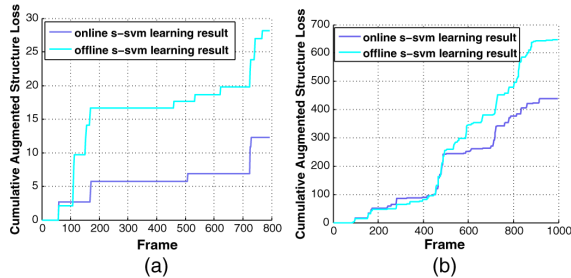 online s-svm learning result
offline s-svm learning result
Cumulative Augmented Structure Loss
30
25
20
15
10
5
0
0 100 200 300 400 500 600 700 800
Frame
(a)
online s-svm learning result
offline s-svm learning result
Cumulative Augmented Structure Loss
700
600
500
400
300
200
100
0
0 200 400 600 800 1000
Frame
(b)